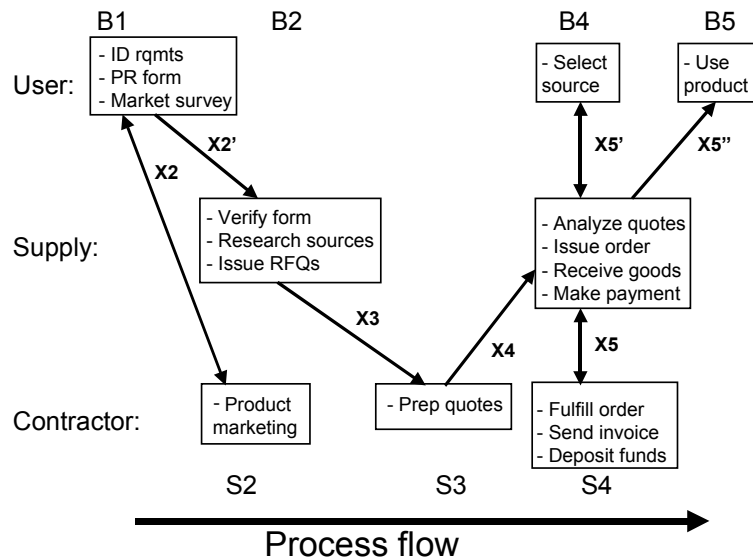 B1
B2
B4
B5
User:
- ID rqmts
- PR form
- Market survey
- Select
source
- Use
product
X2
X2’
X5’
X5”
Supply:
- Verify form
- Research sources
- Issue RFQs
- Analyze quotes
- Issue order
- Receive goods
- Make payment
X3
X4
X5
Contractor:
- Product
marketing
- Prep quotes
- Fulfill order
- Send invoice
- Deposit funds
S2
S3
S4
Process flow